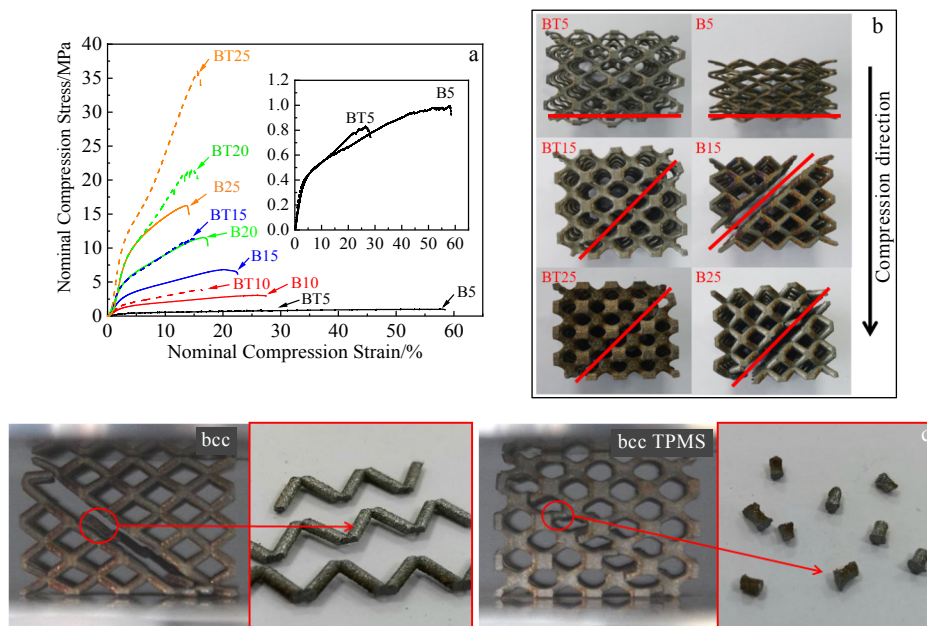 a
Nominal Compression Stress/MPa
40
35
30
25
20
15
10
5
0
BT25
BT20
B25
BT15
B20
B15
BT10
B10
BT5
B5
0 10 20 30 40 50 60
Nominal Compression Strain/%
1.2
1.0
0.8
0.6
0.4
0.2
0.0
BT5
B5
0 10 20 30 40 50 60
b
BT5
B5
BT15
B15
BT25
B25
Compression direction
bcc
bcc TPMS